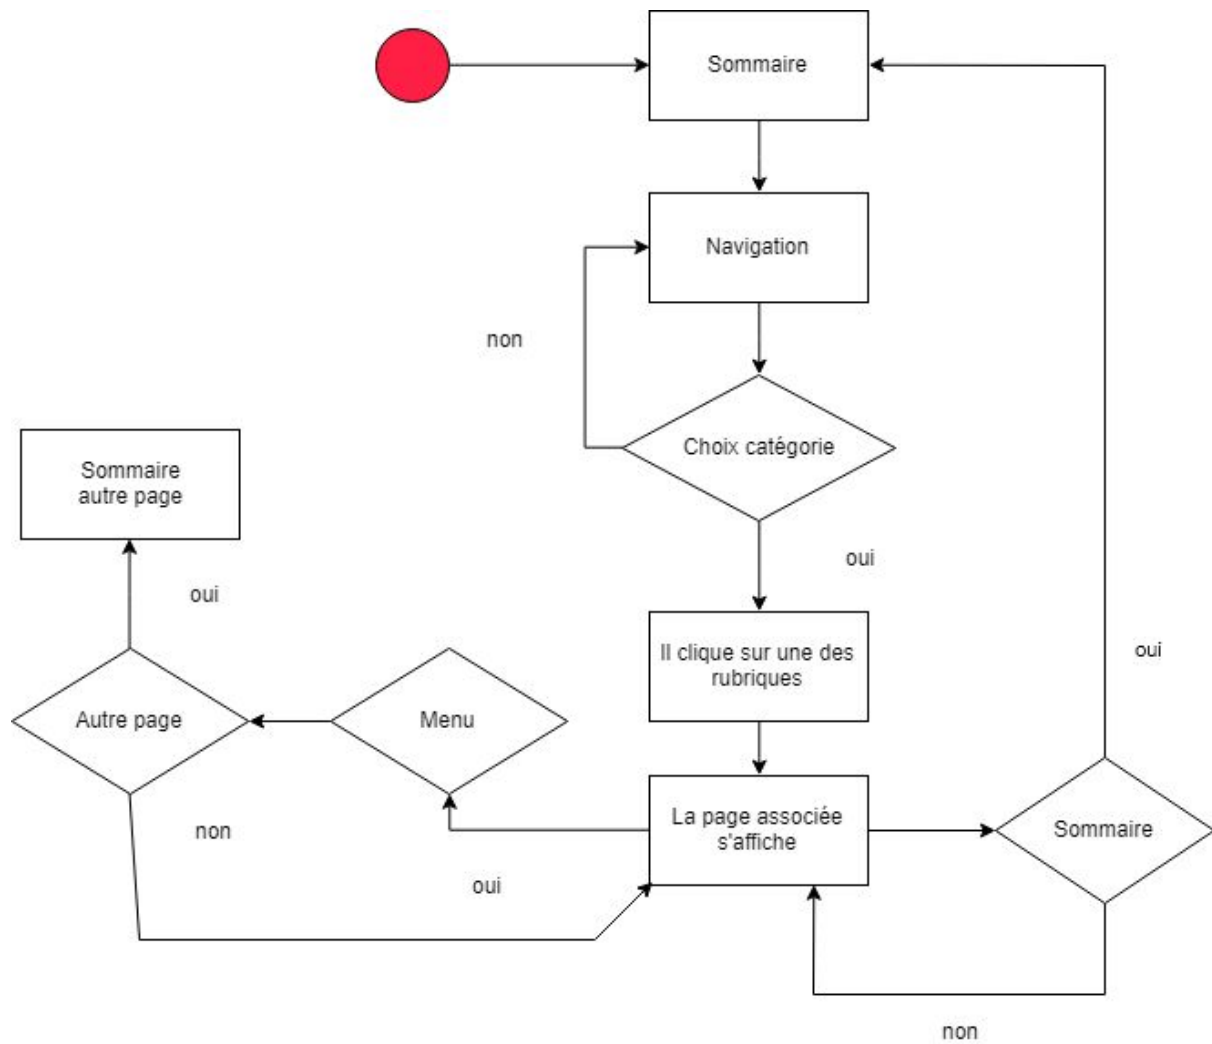 Sommaire
Navigation
non
Choix catégorie
Sommaire
autre page
oui
oui
Il clique sur une des
rubriques
oui
Autre page
Menu
La page associée
s'affiche
Sommaire
non
oui
non